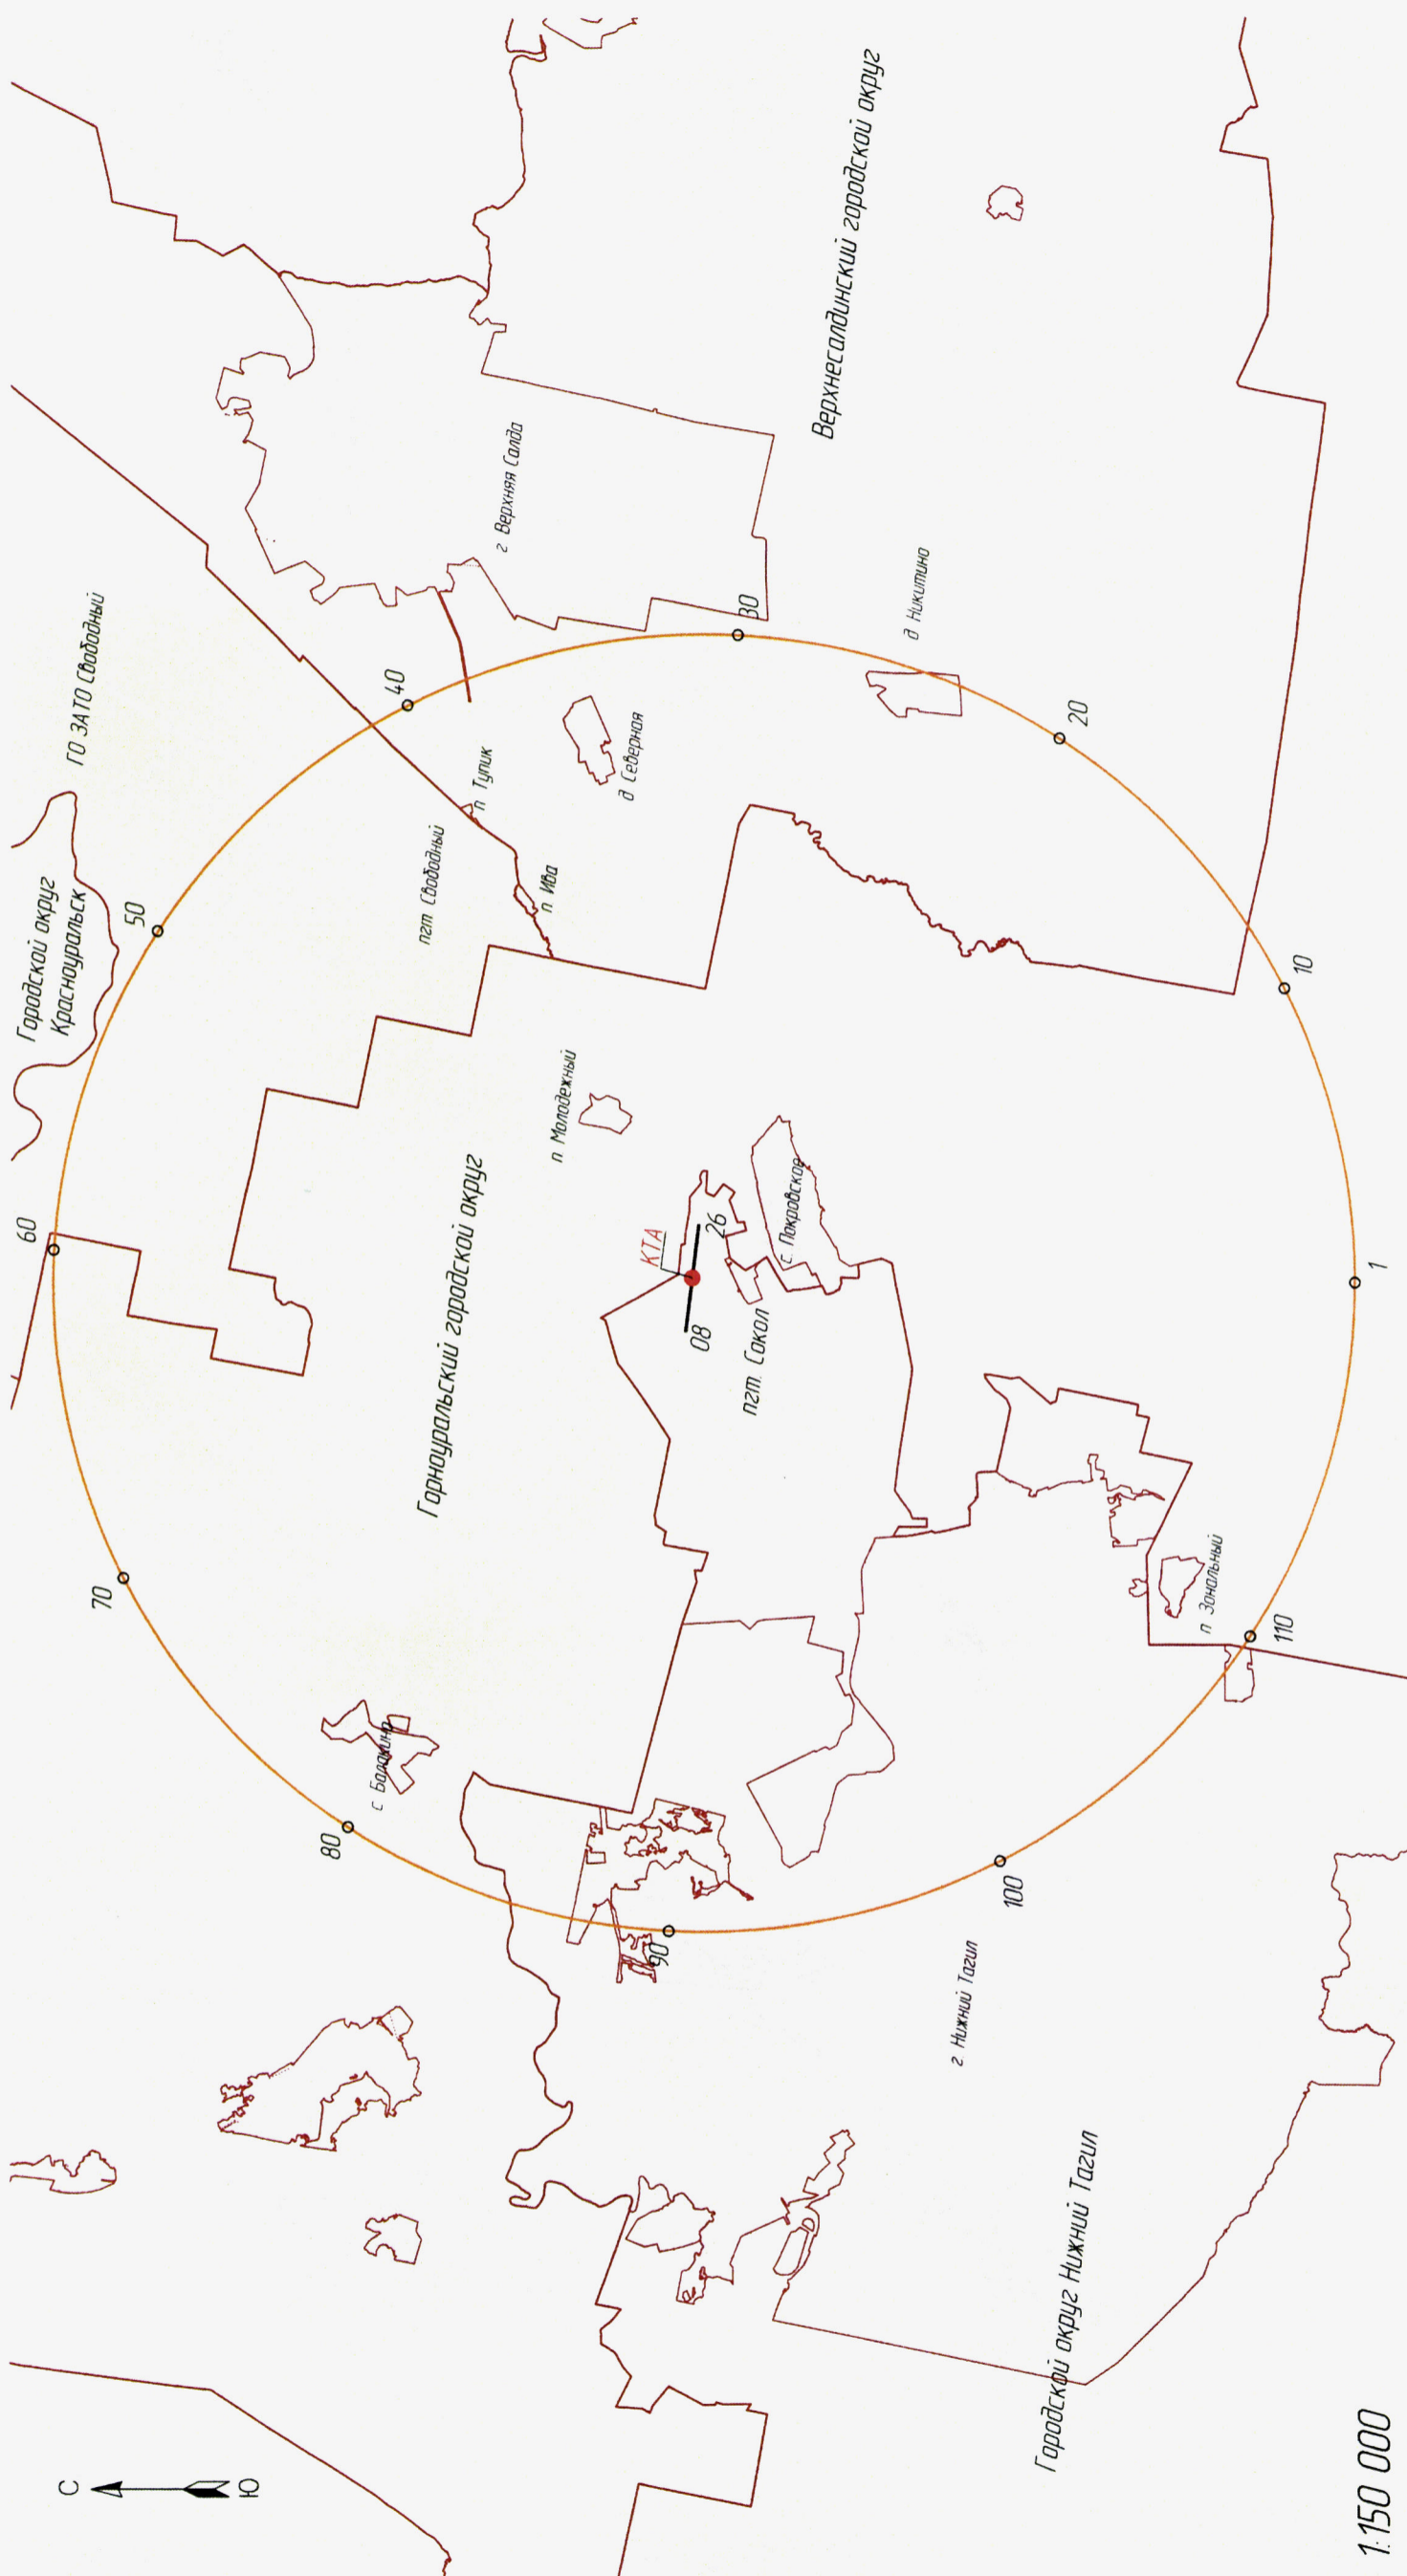 С
Ю
Городской округ
Красноуральск
ГО ЗАТО Свободный
60
50
70
40
80
с Балакино
пгт. Свободный
п Тупик
г Верхняя Салда
п. Ива
Горноуральский городской округ
п Молодежный
д Северная
90
КТА
08
26
30
пгт. Сокол
с. Покровское
Верхнесалдинский городской округ
д Никитино
г. Нижний Тагил
100
20
Городской округ Нижний Тагил
п Зональный
110
10
1
1:150 000